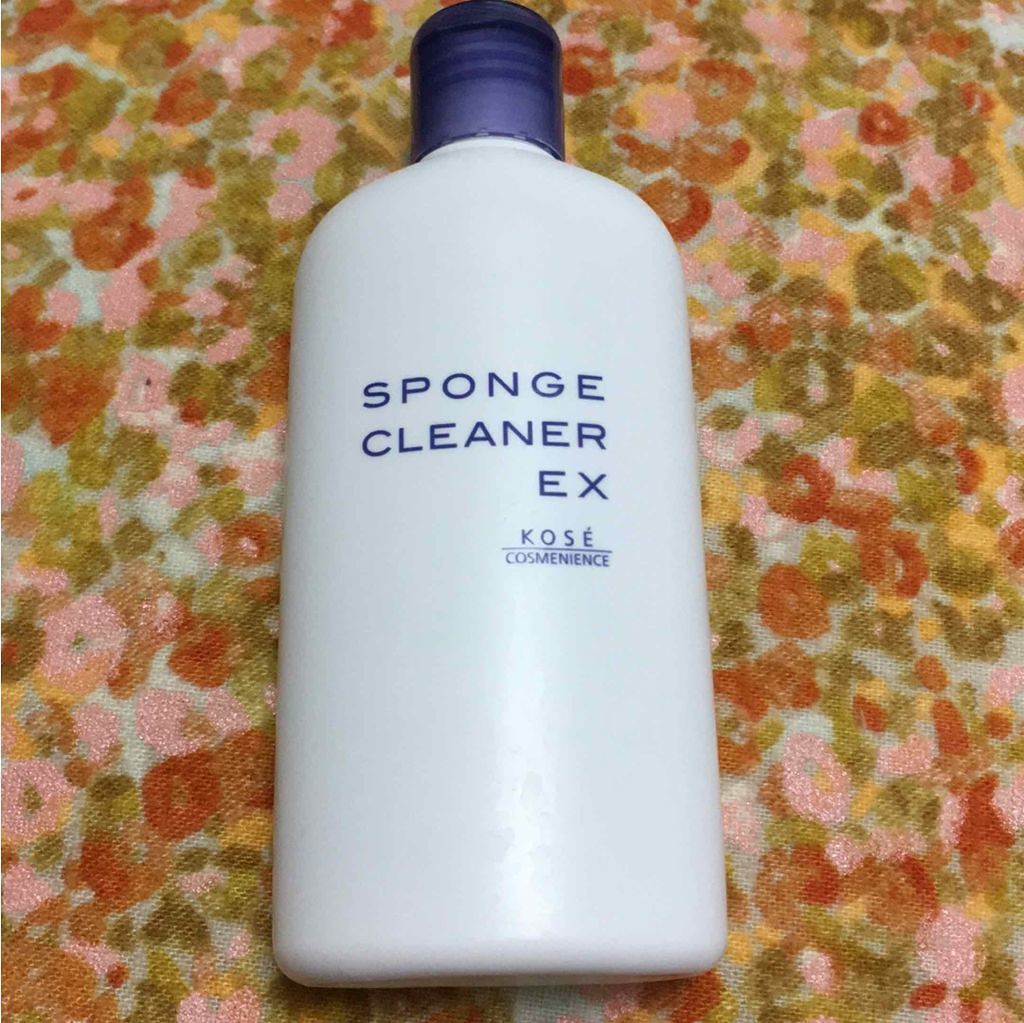 SPONGE
CLEANER
EX
KOSÉ
COSMENIENCE